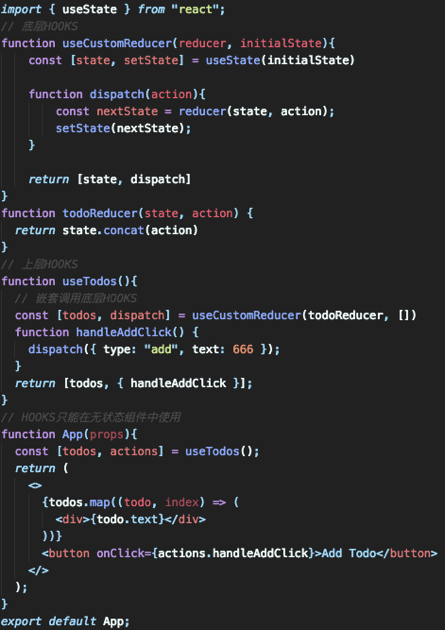 import { useState } from "react";
// 底层HOOKS
function useCustomReducer(reducer, initialState){
    const [state, setState] = useState(initialState)

    function dispatch(action){
        const nextState = reducer(state, action);
        setState(nextState);
    }

    return [state, dispatch]
}
function todoReducer(state, action) {
  return state.concat(action)
}
// 上层HOOKS
function useTodos(){
  // 嵌套调用底层HOOKS
  const [todos, dispatch] = useCustomReducer(todoReducer, [])
  function handleAddClick() {
    dispatch({ type: "add", text: 666 });
  }
  return [todos, { handleAddClick }];
}
// HOOKS只能在无状态组件中使用
function App(props){
  const [todos, actions] = useTodos();
  return (
    <>
      {todos.map((todo, index) => (
        <div>{todo.text}</div>
      ))}
      <button onClick={actions.handleAddClick}>Add Todo</button>
    </>
  );
}
export default App;